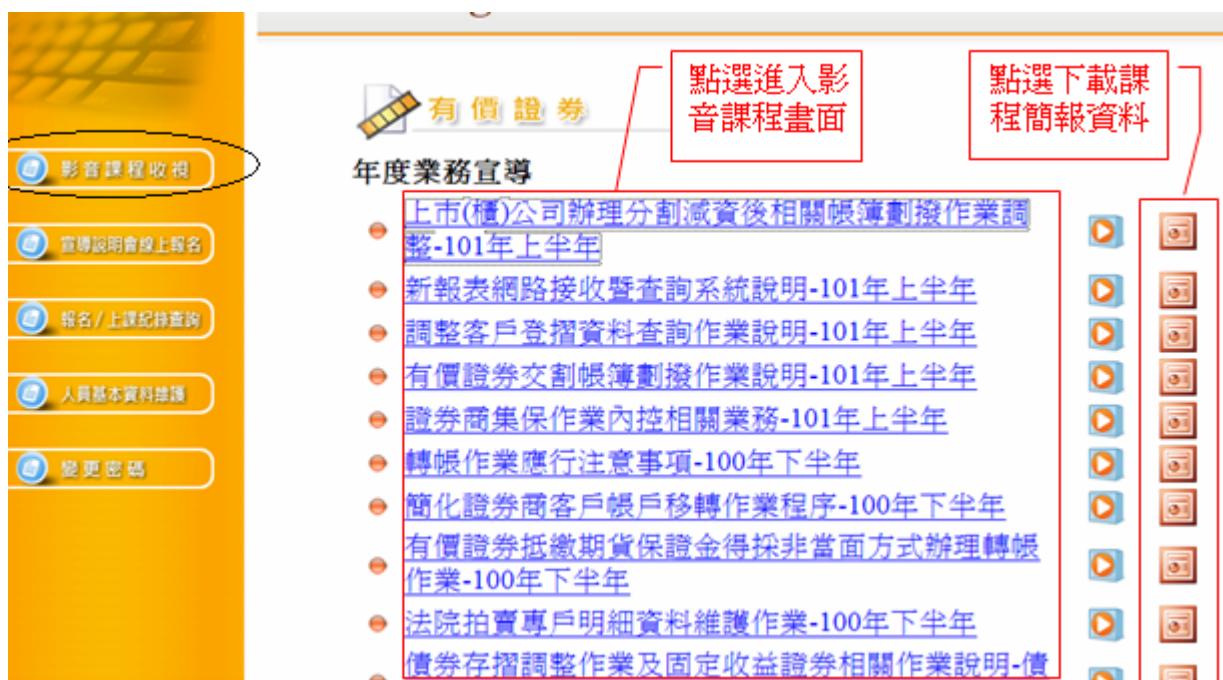 點選進入影
音課程畫面
點選下載課
程簡報資料
有價證券
年度業務宣導
影音課程收視
宣導說明會線上報名
報名/上課紀錄查詢
人員基本資料維護
變更密碼
上市(櫃)公司辦理分割減資後相關帳簿劃撥作業調
整-101年上半年
新報表網路接收暨查詢系統說明-101年上半年
調整客戶登摺資料查詢作業說明-101年上半年
有價證券交割帳簿劃撥作業說明-101年上半年
證券商集保作業內控相關業務-101年上半年
轉帳作業應行注意事項-100年下半年
簡化證券商客戶帳戶移轉作業程序-100年下半年
有價證券抵繳期貨保證金得採非當面方式辦理轉帳
作業-100年下半年
法院拍賣專戶明細資料維護作業-100年下半年
債券存摺調整作業及固定收益證券相關作業說明-債